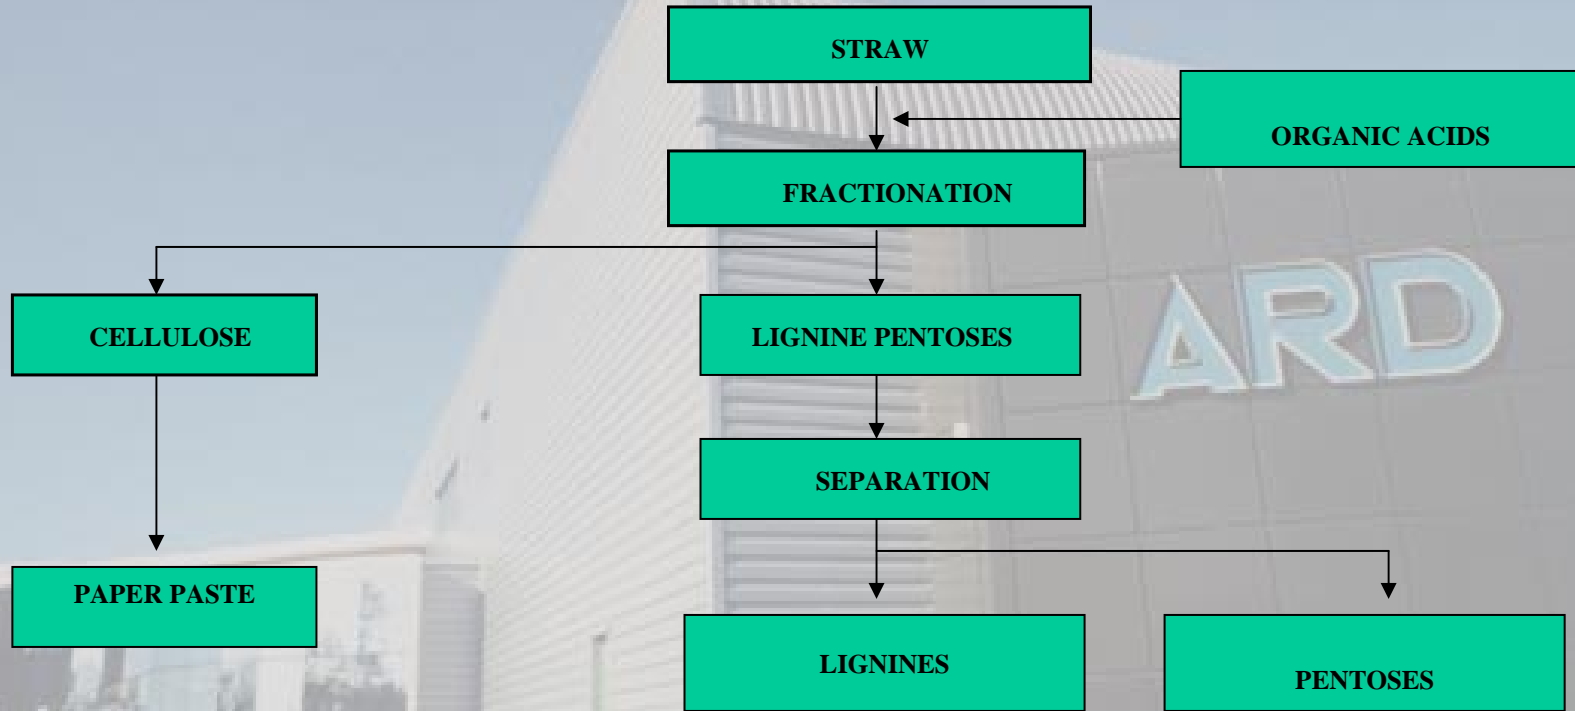 STRAW
ORGANIC ACIDS
FRACTIONATION
CELLULOSE
LIGNINE PENTOSES
ARD
SEPARATION
PAPER PASTE
LIGNINES
PENTOSES